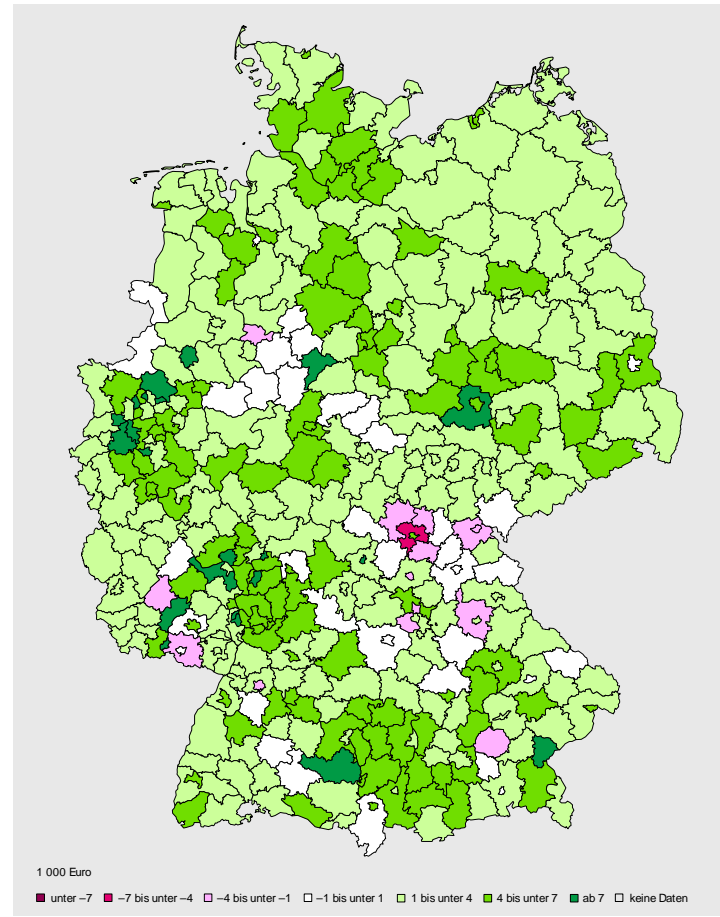 1 000 Euro
unter –7 –7 bis unter –4 –4 bis unter –1 –1 bis unter 1 1 bis unter 4 4 bis unter 7 ab 7 keine Daten